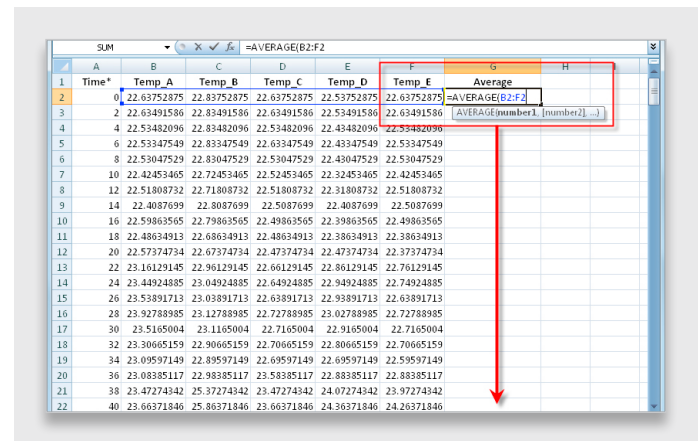 SUM fx =AVERAGE(B2:F2
A B C D E F G H I
1 Time* Temp_A Temp_B Temp_C Temp_D Temp_E Average
2 0 22.63752875 22.83752875 22.63752875 22.53752875 22.63752875 =AVERAGE(B2:F2
3 2 22.63491586 22.83491586 22.63491586 22.53491586 22.63491586 AVERAGE(number1, [number2], ...)
4 4 22.53482096 22.83482096 22.53482096 22.43482096 22.53482096
5 6 22.53347549 22.83347549 22.63347549 22.43347549 22.53347549
6 8 22.53047529 22.83047529 22.53047529 22.43047529 22.53047529
7 10 22.42453465 22.72453465 22.52453465 22.32453465 22.42453465
8 12 22.51808732 22.71808732 22.51808732 22.31808732 22.51808732
9 14 22.4087699 22.8087699 22.5087699 22.4087699 22.5087699
10 16 22.59863565 22.79863565 22.49863565 22.39863565 22.49863565
11 18 22.48634913 22.68634913 22.48634913 22.38634913 22.38634913
12 20 22.57374734 22.67374734 22.47374734 22.47374734 22.37374734
13 22 23.16129145 22.96129145 22.66129145 22.86129145 22.76129145
14 24 23.44924885 23.04924885 22.64924885 22.94924885 22.74924885
15 26 23.53891713 23.03891713 22.63891713 22.93891713 22.63891713
16 28 23.92788985 23.12788985 22.72788985 23.02788985 22.72788985
17 30 23.5165004 23.1165004 22.7165004 22.9165004 22.7165004
18 32 23.30665159 22.90665159 22.70665159 22.80665159 22.70665159
19 34 23.09597149 22.89597149 22.69597149 22.69597149 22.59597149
20 36 23.08385117 22.98385117 23.58385117 22.88385117 22.88385117
21 38 23.47274342 25.37274342 23.47274342 24.07274342 23.97274342
22 40 23.66371846 25.86371846 23.66371846 24.36371846 24.26371846